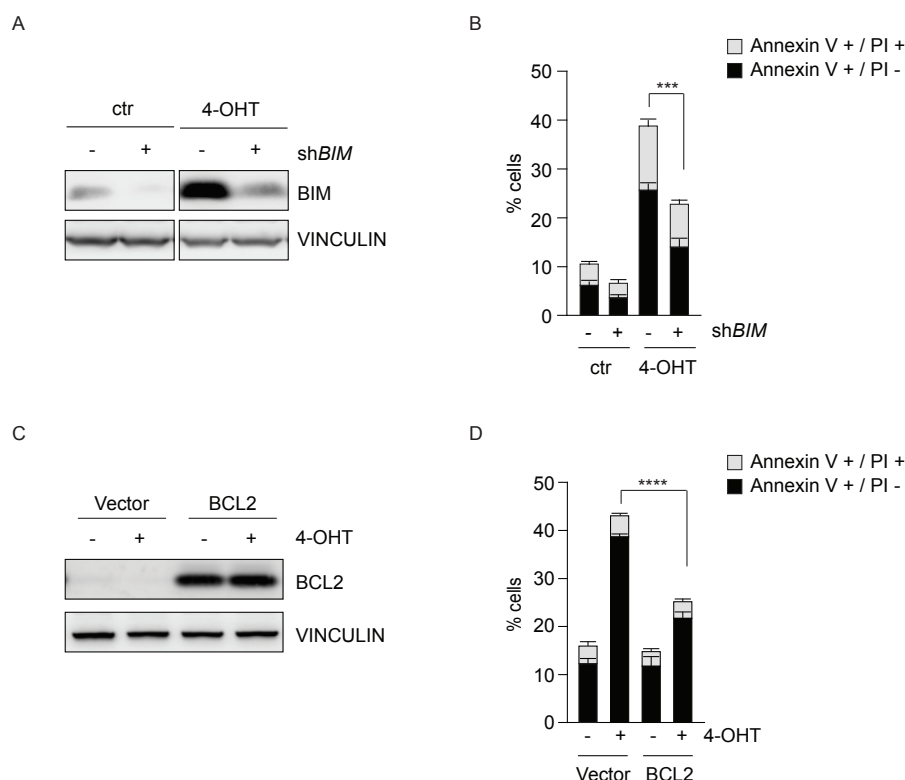 A
ctr 4-OHT
- + - + shBIM
BIM
VINCULIN
B
Annexin V + / PI +
Annexin V + / PI -
50
40
30
20
10
0
% cells
***
- + - + shBIM
ctr 4-OHT
C
Vector BCL2
- + - + 4-OHT
BCL2
VINCULIN
D
Annexin V + / PI +
Annexin V + / PI -
50
40
30
20
10
0
% cells
****
- + - + 4-OHT
Vector BCL2